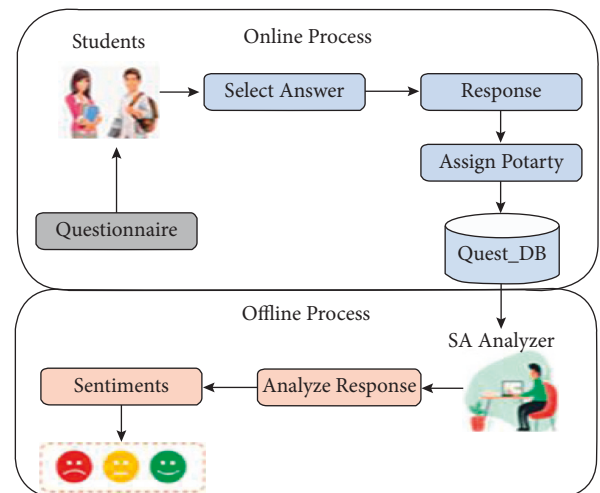 Online Process
Students
Select Answer
Response
Assign Potarty
Questionnaire
Quest_DB
Offline Process
SA Analyzer
Sentiments
Analyze Response